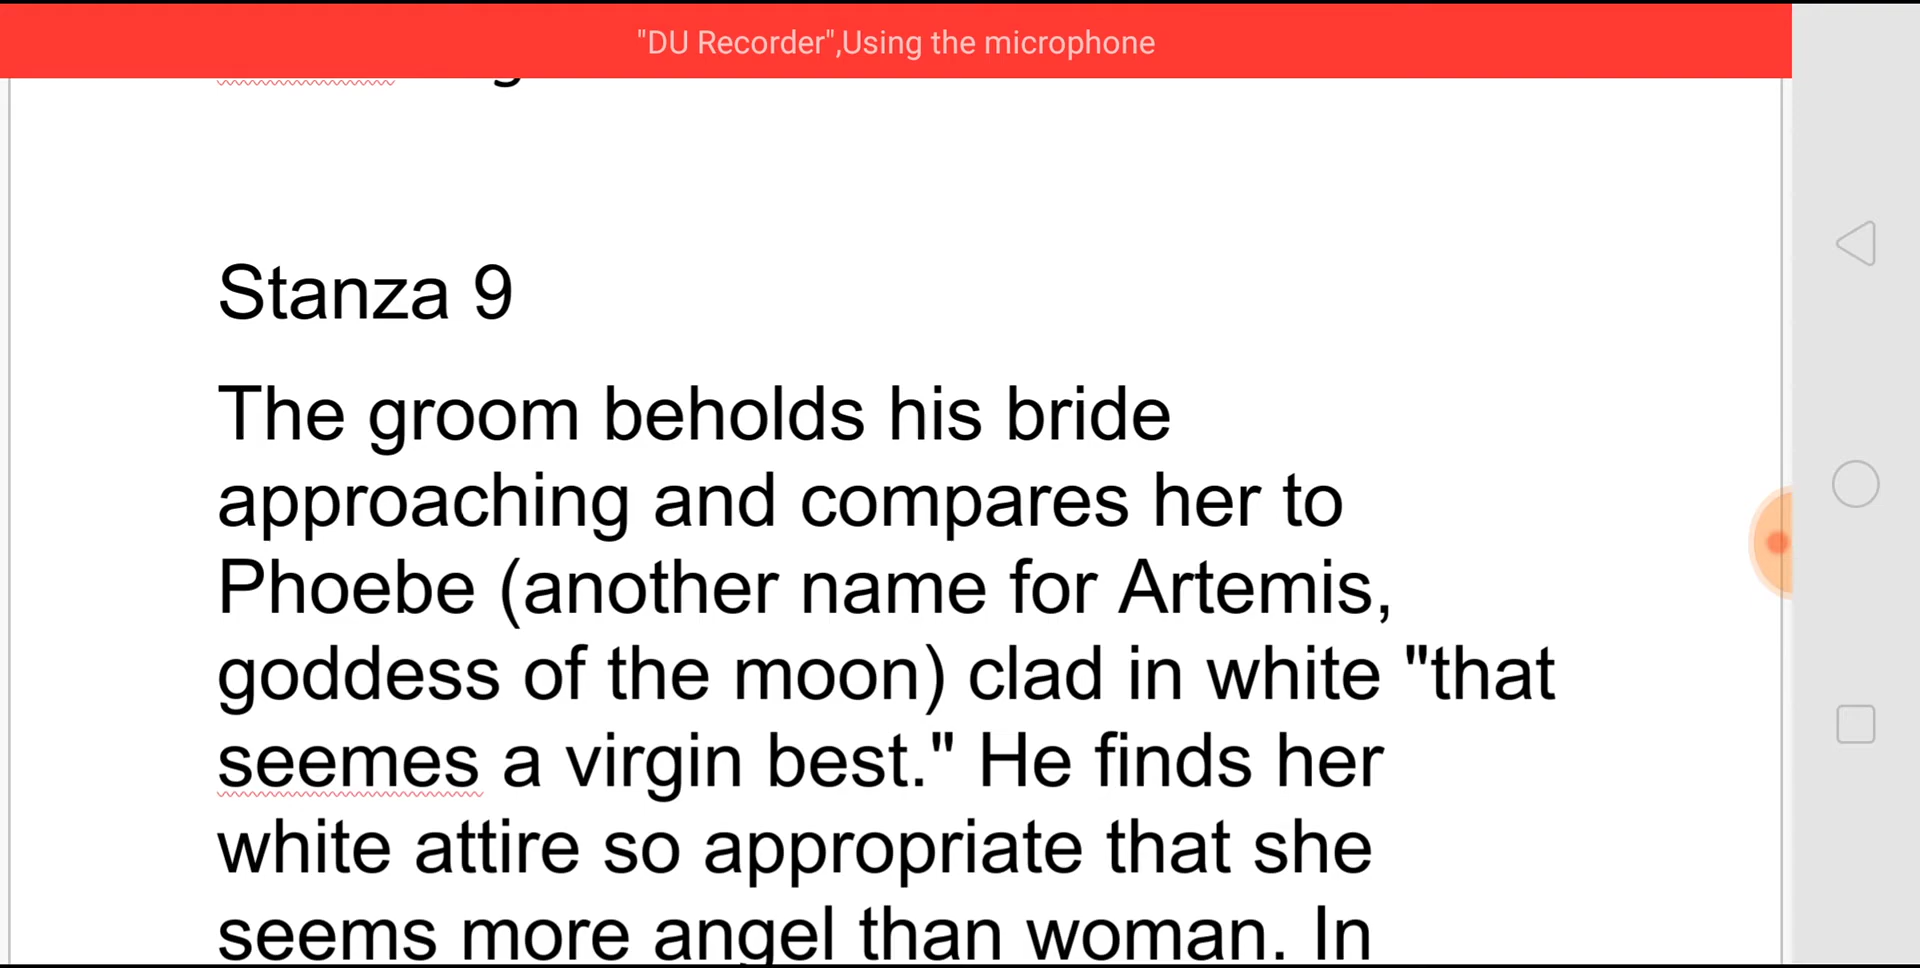 "DU Recorder",Using the microphone
Stanza 9
The groom beholds his bride
approaching and compares her to
Phoebe (another name for Artemis,
goddess of the moon) clad in white "that
seemes a virgin best." He finds her
white attire so appropriate that she
seems more angel than woman. In